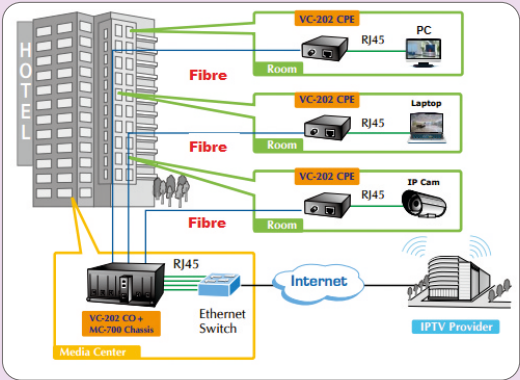 HOTEL
VC-202 CPE
RJ45
PC
Fibre
Room
VC-202 CPE
RJ45
Laptop
Fibre
Room
VC-202 CPE
RJ45
IP Cam
Fibre
Room
RJ45
Ethernet
Switch
Internet
VC-202 CO +
MC-700 Chassis
Media Center
IPTV Provider